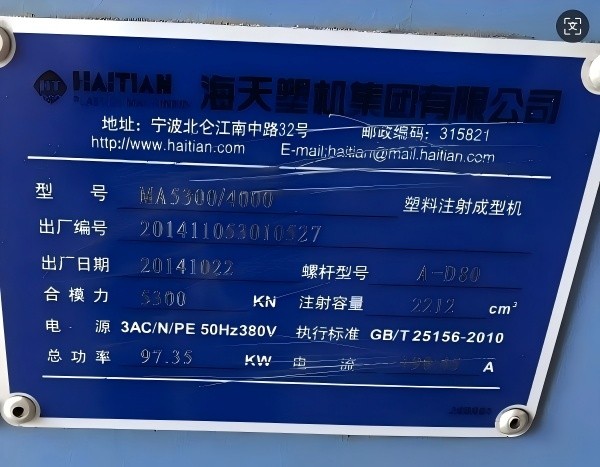 HAITIAN 海天塑机集团有限公司
地址：宁波北仑江南中路32号 邮政编码：315821
http://www.haitian.com E-mail:haitian@mail.haitian.com
型 号 MA5300/4000 塑料注射成型机
出厂编号 201411053010527
出厂日期 20141022 螺杆型号 A-D80
合模力 5300 KN 注射容量 2212 cm³
电 源 3AC/N/PE 50Hz380V 执行标准 GB/T 25156-2010
总功率 97.35 KW 电 流 A